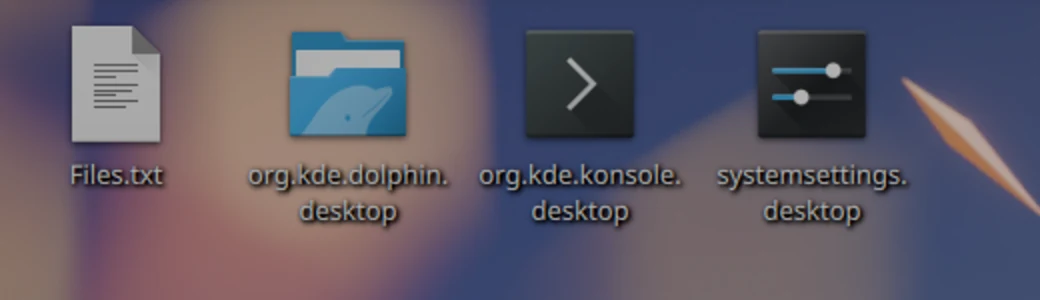 Files.txt
org.kde.dolphin.
desktop
org.kde.konsole.
desktop
systemsettings.
desktop